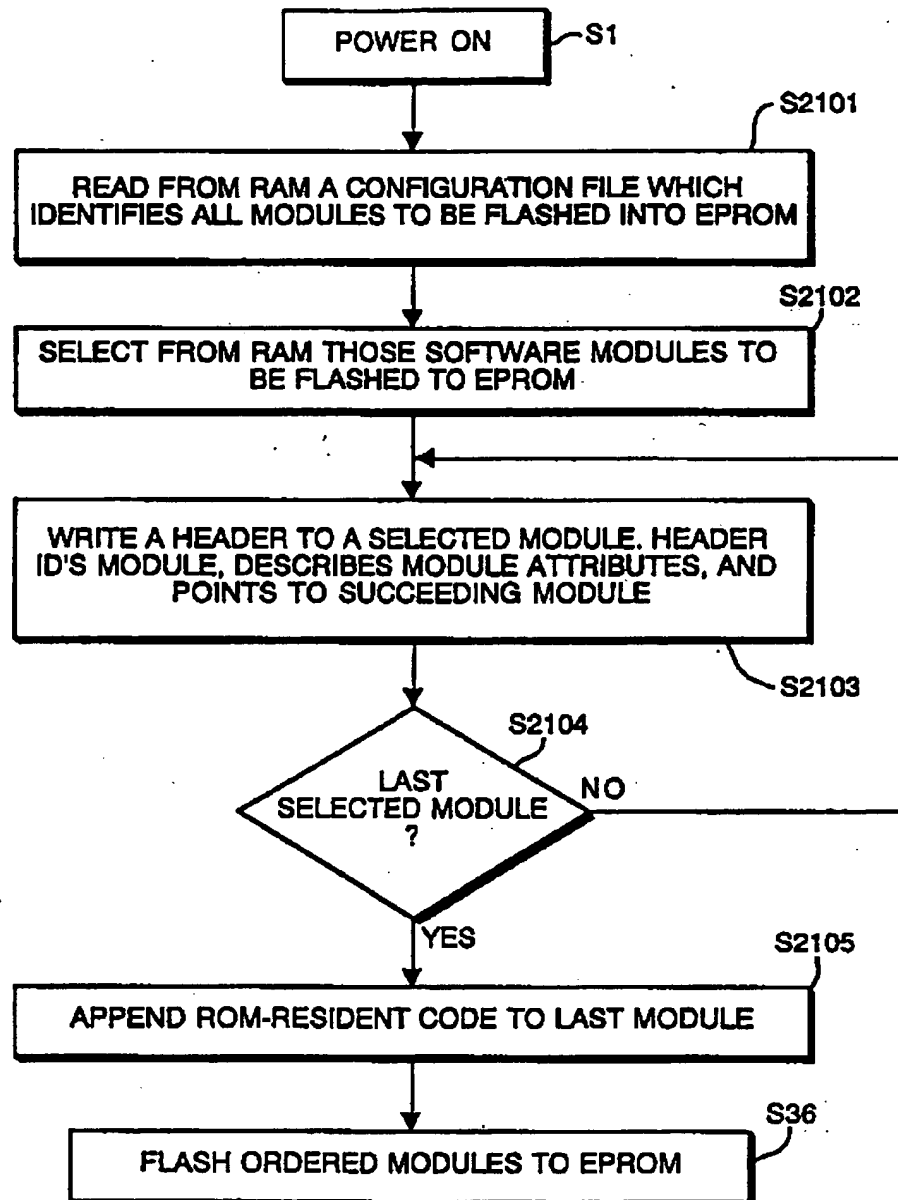 POWER ON
S1
S2101
READ FROM RAM A CONFIGURATION FILE WHICH
IDENTIFIES ALL MODULES TO BE FLASHED INTO EPROM
S2102
SELECT FROM RAM THOSE SOFTWARE MODULES TO
BE FLASHED TO EPROM
WRITE A HEADER TO A SELECTED MODULE. HEADER
ID'S MODULE, DESCRIBES MODULE ATTRIBUTES, AND
POINTS TO SUCCEEDING MODULE
S2103
S2104
LAST
SELECTED MODULE
?
NO
YES
S2105
APPEND ROM-RESIDENT CODE TO LAST MODULE
S36
FLASH ORDERED MODULES TO EPROM